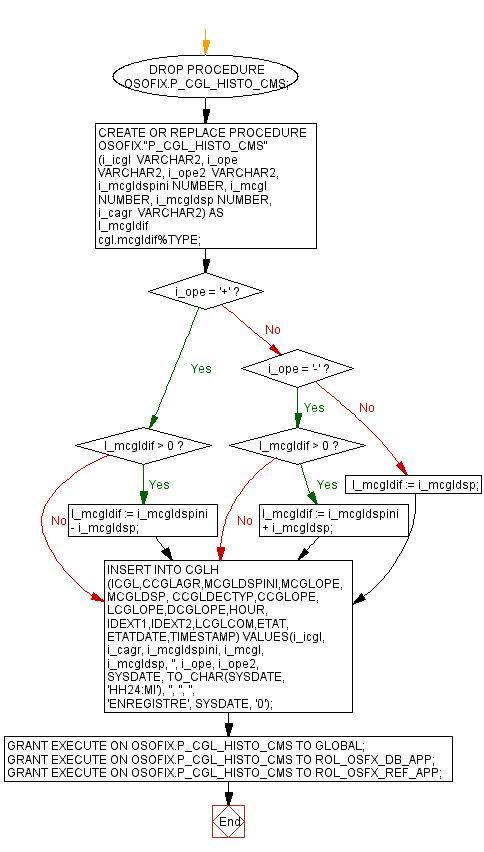 DROP PROCEDURE
OSOFIX.P_CGL_HISTO_CMS;
CREATE OR REPLACE PROCEDURE
OSOFIX."P_CGL_HISTO_CMS"
(i_icgl VARCHAR2, i_ope
VARCHAR2, i_ope2 VARCHAR2,
i_mcgldspini NUMBER, i_mcgl
NUMBER, i_mcgldsp NUMBER,
i_cagr VARCHAR2) AS
l_mcgldif
cgl.mcgldif%TYPE;
i_ope = '+' ?
No
Yes
i_ope = '-' ?
Yes
No
l_mcgldif > 0 ?
l_mcgldif > 0 ?
Yes
Yes
l_mcgldif := i_mcgldsp;
No
l_mcgldif := i_mcgldspini
- i_mcgldsp;
No
l_mcgldif := i_mcgldspini
+ i_mcgldsp;
INSERT INTO CGLH
(ICGL,CCGLAGR,MCGLDSPINI,MCGLOPE,
MCGLDSP, CCGLDECTYP,CCGLOPE,
LCGLOPE,DCGLOPE,HOUR,
IDEXT1,IDEXT2,LCGLCOM,ETAT,
ETATDATE,TIMESTAMP) VALUES(i_icgl,
i_cagr, i_mcgldspini, i_mcgl,
i_mcgldsp, '', i_ope, i_ope2,
SYSDATE, TO_CHAR(SYSDATE,
'HH24:MI'), '', '', '',
'ENREGISTRE', SYSDATE, '0');
GRANT EXECUTE ON OSOFIX.P_CGL_HISTO_CMS TO GLOBAL;
GRANT EXECUTE ON OSOFIX.P_CGL_HISTO_CMS TO ROL_OSFX_DB_APP;
GRANT EXECUTE ON OSOFIX.P_CGL_HISTO_CMS TO ROL_OSFX_REF_APP;
End